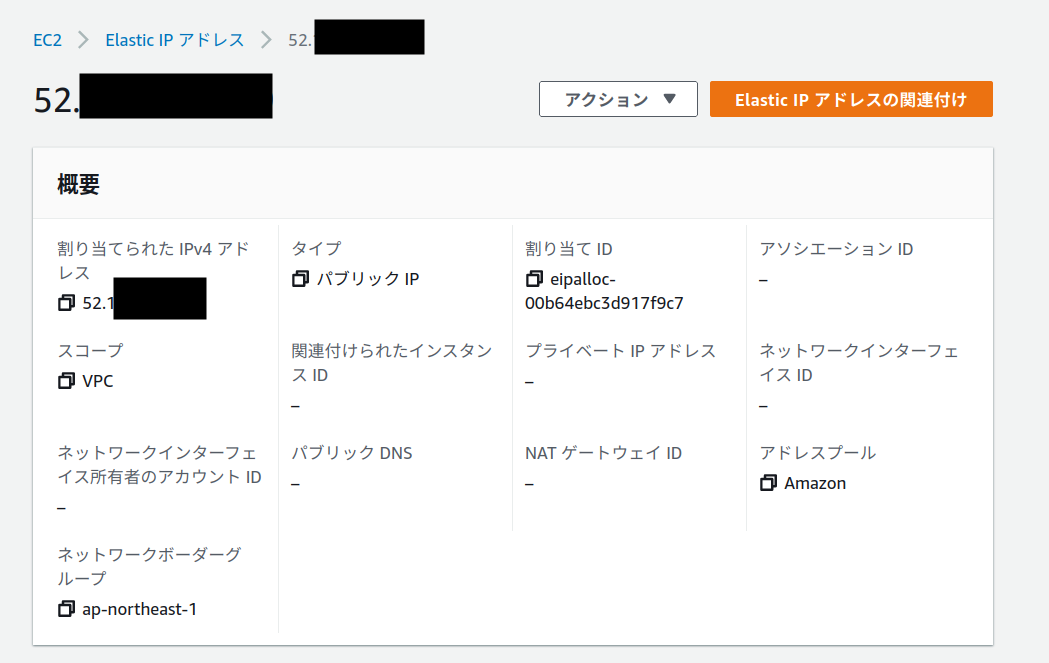 EC2 > Elastic IP アドレス > 52.
52.
アクション ▼
Elastic IP アドレスの関連付け
概要
割り当てられた IPv4 アド
レス
52.1
タイプ
パブリック IP
割り当て ID
eipalloc-
00b64ebc3d917f9c7
アソシエーション ID
–
スコープ
VPC
関連付けられたインスタン
ス ID
–
プライベート IP アドレス
–
ネットワークインターフェ
イス ID
–
ネットワークインターフェ
イス所有者のアカウント ID
–
パブリック DNS
–
NAT ゲートウェイ ID
–
アドレスプール
Amazon
ネットワークボーダーグ
ループ
ap-northeast-1